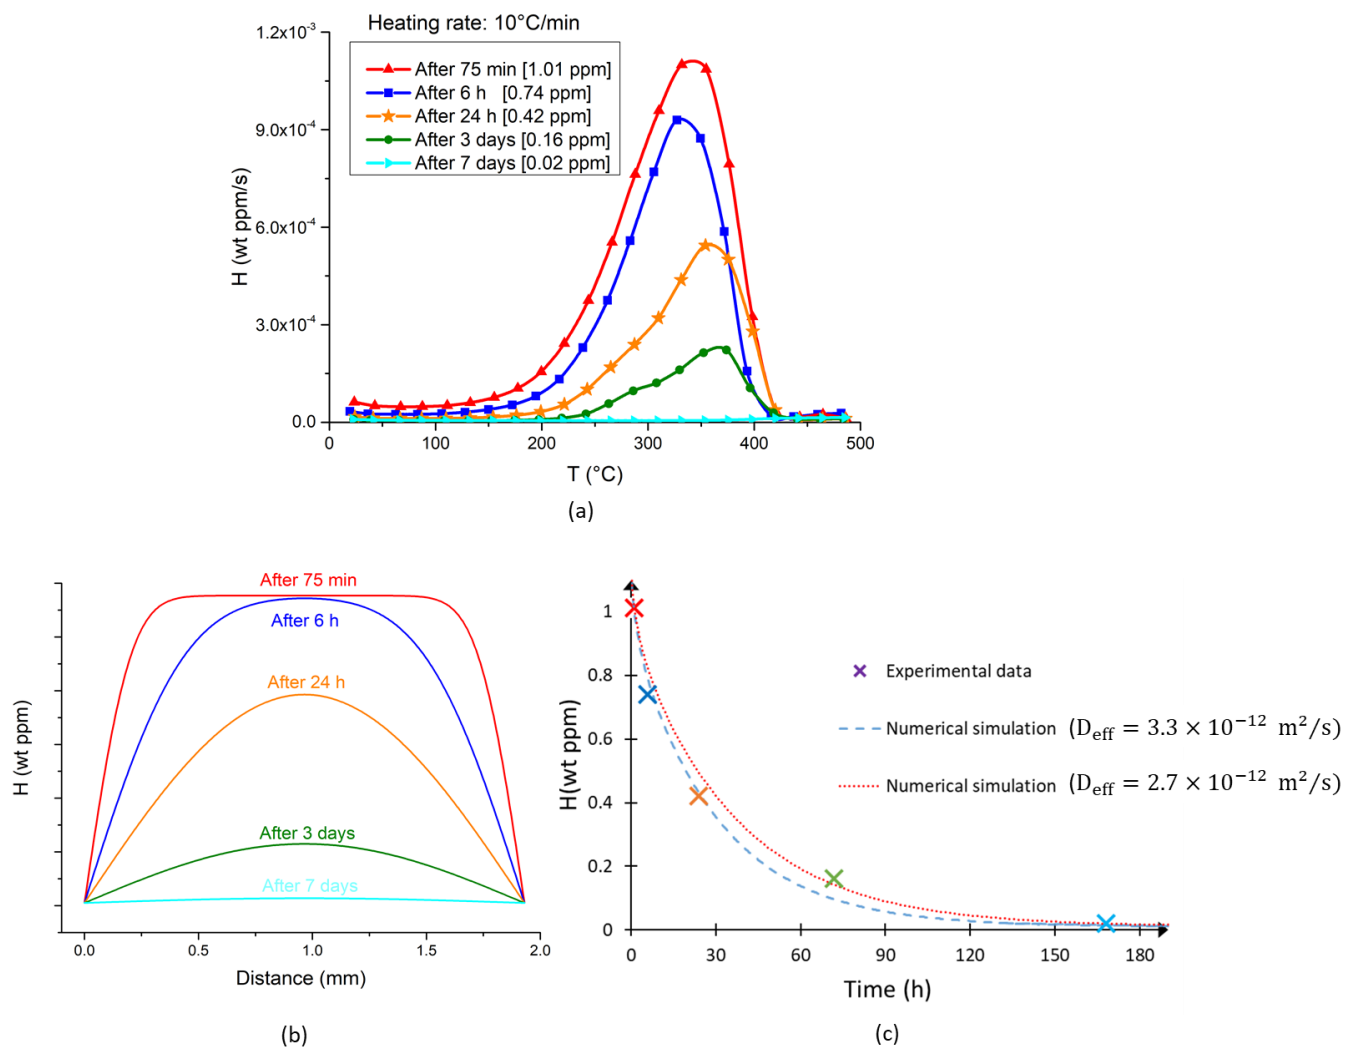 Heating rate: 10°C/min
1.2x10⁻³
9.0x10⁻⁴
6.0x10⁻⁴
3.0x10⁻⁴
0.0
H (wt ppm/s)
After 75 min [1.01 ppm]
After 6 h [0.74 ppm]
After 24 h [0.42 ppm]
After 3 days [0.16 ppm]
After 7 days [0.02 ppm]
0 100 200 300 400 500
T (°C)
(a)
H (wt ppm)
After 75 min
After 6 h
After 24 h
After 3 days
After 7 days
0.0 0.5 1.0 1.5 2.0
Distance (mm)
(b)
H(wt ppm)
1
0.8
0.6
0.4
0.2
0
Experimental data
Numerical simulation (D_eff = 3.3 × 10⁻¹² m²/s)
Numerical simulation (D_eff = 2.7 × 10⁻¹² m²/s)
0 30 60 90 120 150 180
Time (h)
(c)